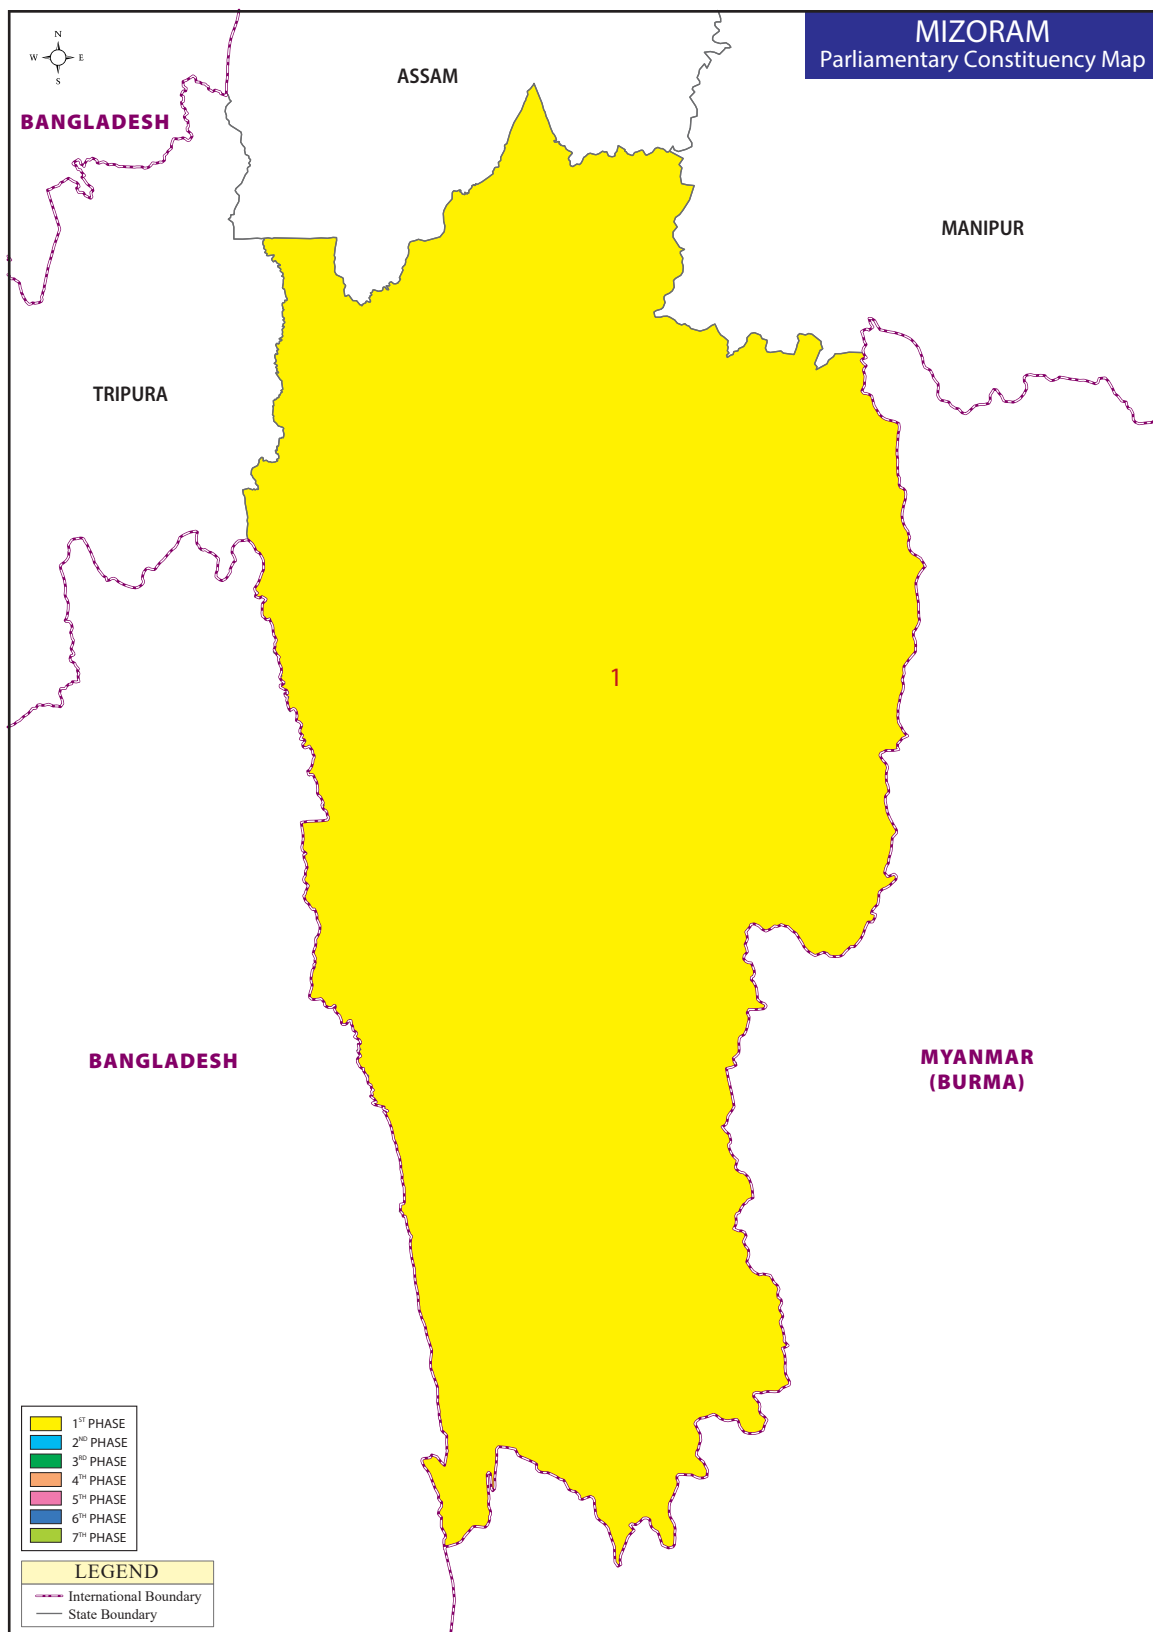 MIZORAM
Parliamentary Constituency Map
N
W E
S
ASSAM
BANGLADESH
MANIPUR
TRIPURA
1
BANGLADESH
MYANMAR
(BURMA)
1ST PHASE
2ND PHASE
3RD PHASE
4TH PHASE
5TH PHASE
6TH PHASE
7TH PHASE
LEGEND
International Boundary
State Boundary